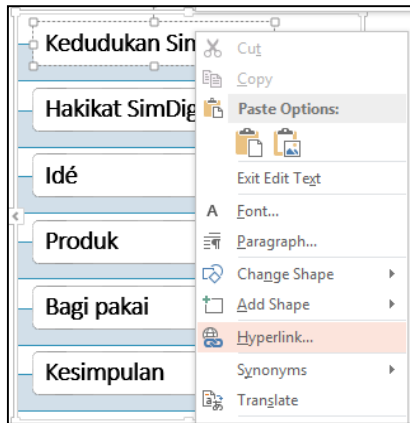 Kedudukan Sim
Hakikat SimDig
Idé
Produk
Bagi pakai
Kesimpulan
Cut
Copy
Paste Options:
Exit Edit Text
A Font...
Paragraph...
Change Shape
Add Shape
Hyperlink...
Synonyms
Translate